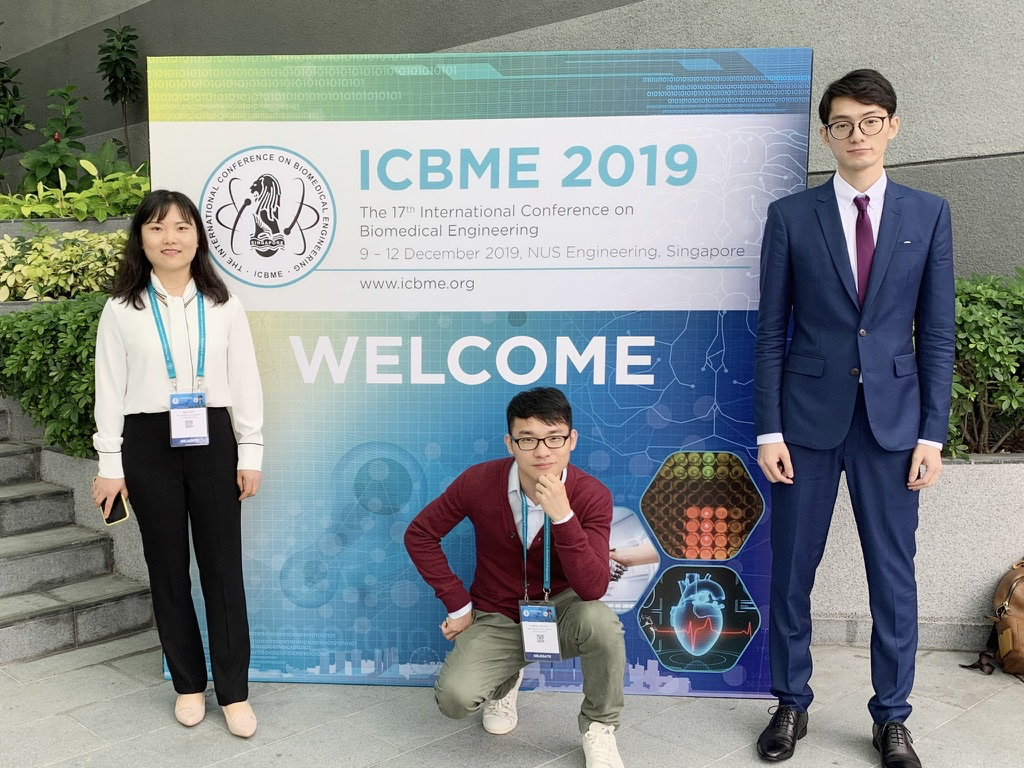 THE INTERNATIONAL CONFERENCE ON BIOMEDICAL ENGINEERING
SINGAPORE
· ICBME ·
ICBME 2019
The 17th International Conference on
Biomedical Engineering
9 – 12 December 2019, NUS Engineering, Singapore
www.icbme.org
WELCOME
DELEGATE
DELEGATE